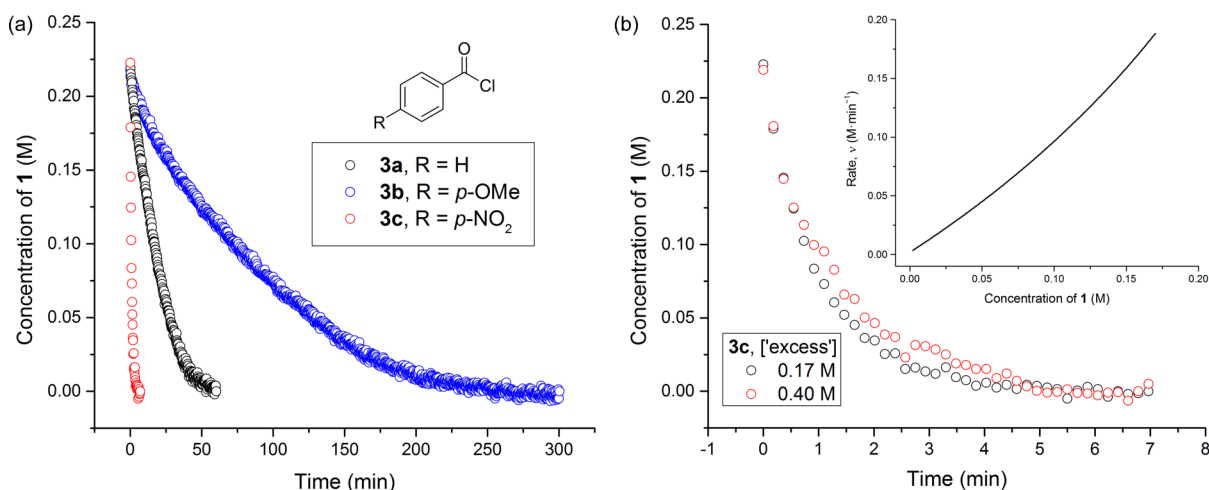 (a)
0.25
0.20
0.15
0.10
0.05
0.00
Concentration of 1 (M)
0
50
100
150
200
250
300
Time (min)
O
Cl
R
3a, R = H
3b, R = p-OMe
3c, R = p-NO₂
(b)
0.25
0.20
0.15
0.10
0.05
0.00
Concentration of 1 (M)
-1
0
1
2
3
4
5
6
7
8
Time (min)
3c, ['excess']
0.17 M
0.40 M
0.20
0.15
0.10
0.05
0.00
Rate, ν (M·min⁻¹)
0.00
0.05
0.10
0.15
0.20
Concentration of 1 (M)